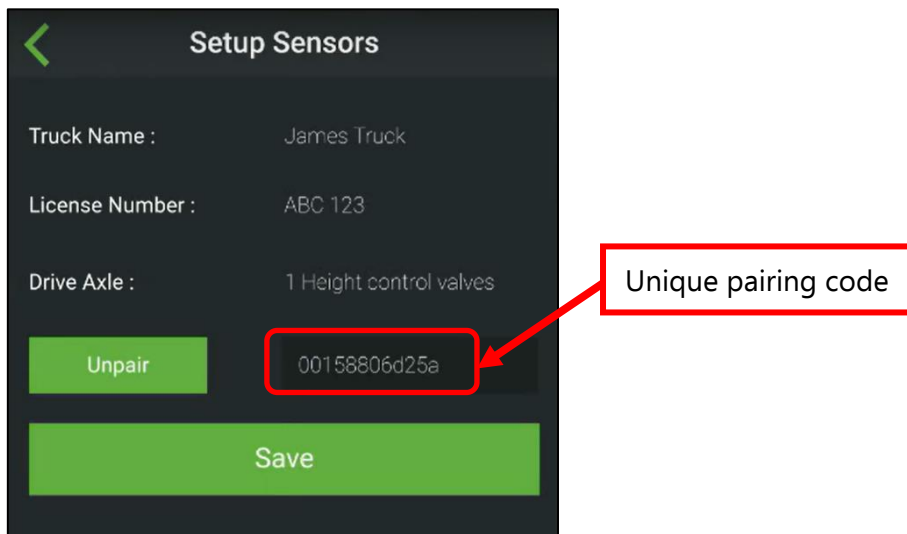 Setup Sensors
Truck Name : James Truck
License Number : ABC 123
Drive Axle : 1 Height control valves
Unique pairing code
Unpair 00158806d25a
Save